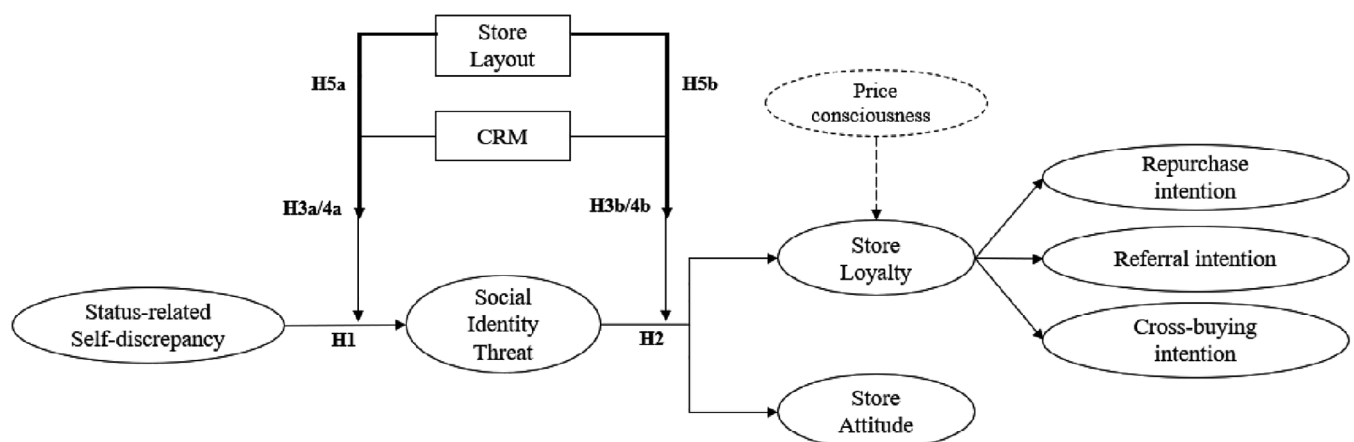 Store
Layout
H5a
H5b
Price
consciousness
CRM
Repurchase
intention
H3a/4a
H3b/4b
Store
Loyalty
Referral intention
Status-related
Self-discrepancy
H1
Social
Identity
Threat
H2
Cross-buying
intention
Store
Attitude